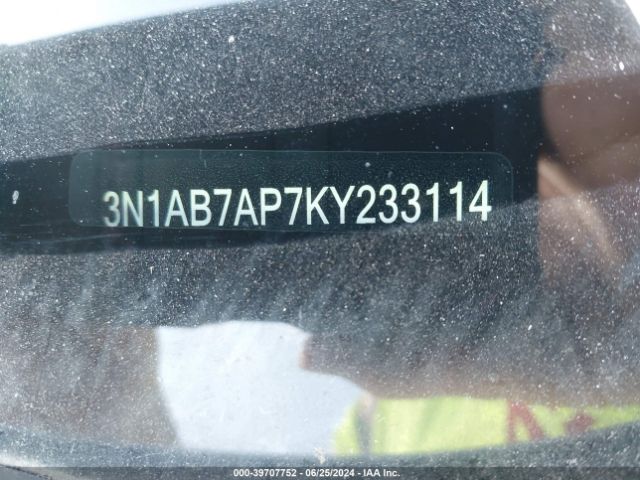 3N1AB7AP7KY233114
000-39707752 — 06/25/2024 — IAA Inc.